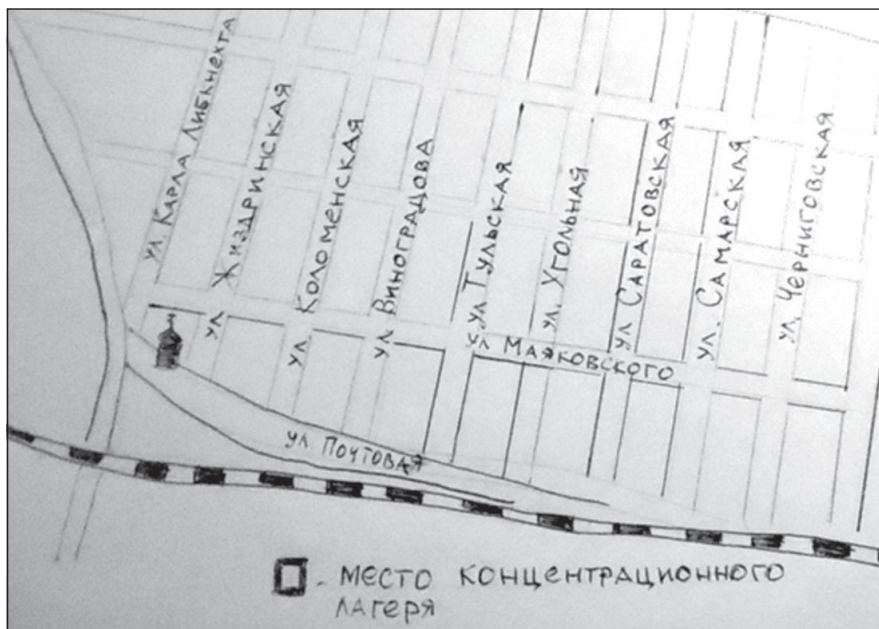 ул. Карла Либкнехта
ул. Жиздринская
ул. Коломенская
ул. Виноградова
ул. Тульская
ул. Угольная
ул. Саратовская
ул. Самарская
ул. Черниговская
ул. Маяковского
ул. Почтовая
- место концентрационного
лагеря